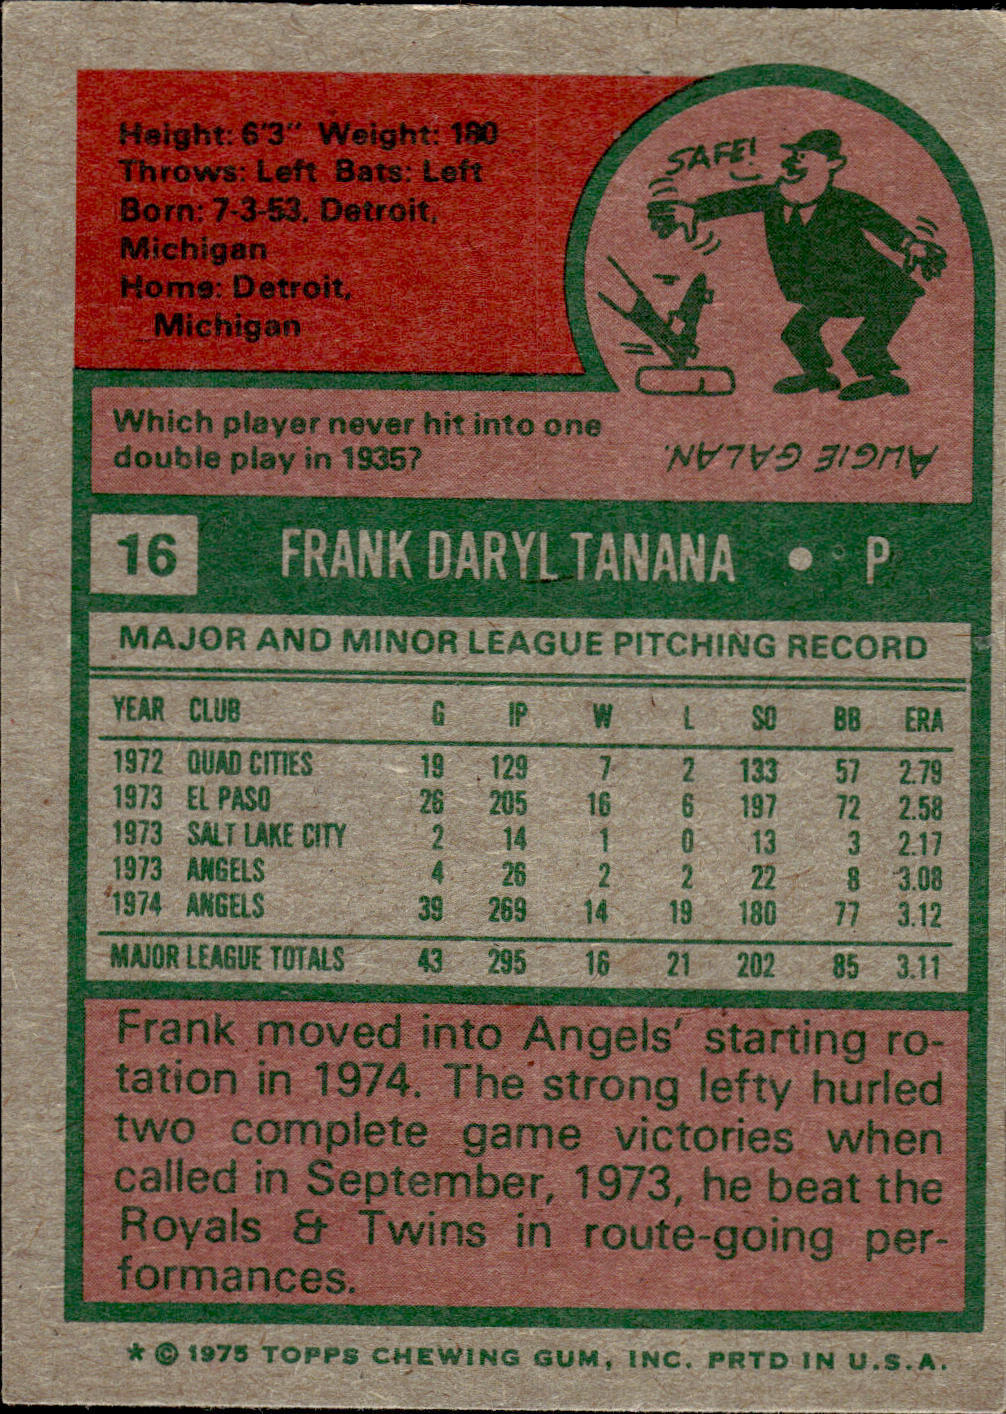 Height: 6'3" Weight: 180
Throws: Left Bats: Left
Born: 7-3-53, Detroit,
Michigan
Home: Detroit,
Michigan
SAFE!
Which player never hit into one
double play in 1935?
AUGIE GALAN.
16 FRANK DARYL TANANA • P
MAJOR AND MINOR LEAGUE PITCHING RECORD
YEAR CLUB G IP W L SO BB ERA
1972 QUAD CITIES 19 129 7 2 133 57 2.79
1973 EL PASO 26 205 16 6 197 72 2.58
1973 SALT LAKE CITY 2 14 1 0 13 3 2.17
1973 ANGELS 4 26 2 2 22 8 3.08
1974 ANGELS 39 269 14 19 180 77 3.12
MAJOR LEAGUE TOTALS 43 295 16 21 202 85 3.11
Frank moved into Angels' starting ro-
tation in 1974. The strong lefty hurled
two complete game victories when
called in September, 1973, he beat the
Royals & Twins in route-going per-
formances.
* © 1975 TOPPS CHEWING GUM, INC. PRTD IN U.S.A.